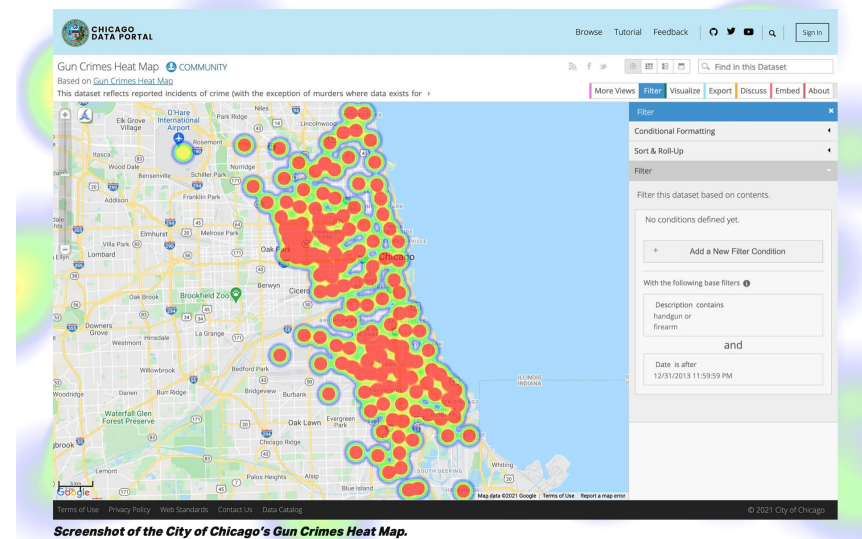 CHICAGO
DATA PORTAL
Browse Tutorial Feedback
Sign In
Gun Crimes Heat Map COMMUNITY
Based on Gun Crimes Heat Map
This dataset reflects reported incidents of crime (with the exception of murders where data exists for ›
Find in this Dataset
More Views Filter Visualize Export Discuss Embed About
Filter
Conditional Formatting
Sort & Roll-Up
Filter
Filter this dataset based on contents.
No conditions defined yet.
+ Add a New Filter Condition
With the following base filters
Description contains
handgun or
firearm
and
Date is after
12/31/2013 11:59:59 PM
Elk Grove
Village
O'Hare
International
Airport
Park Ridge
Niles
Lincolnwood
Rosemont
Itasca
Wood Dale
Bensenville
Schiller Park
Norridge
Franklin Park
Addison
Elmhurst
Melrose Park
Villa Park
Lombard
Oak Park
Chicago
Oak Brook
Brookfield Zoo
Berwyn
Cicero
Downers
Grove
Westmont
Hinsdale
La Grange
Willowbrook
Bedford Park
Woodridge
Darien
Burr Ridge
Bridgeview
Burbank
ILLINOIS
INDIANA
Waterfall Glen
Forest Preserve
Oak Lawn
Evergreen
Park
Chicago Ridge
Lemont
Palos Heights
Alsip
Blue Island
SOUTH DEERING
Whiting
5 km
Google
Map data ©2021 Google Terms of Use Report a map error
Terms of Use Privacy Policy Web Standards Contact Us Data Catalog
© 2021 City of Chicago
Screenshot of the City of Chicago's Gun Crimes Heat Map.